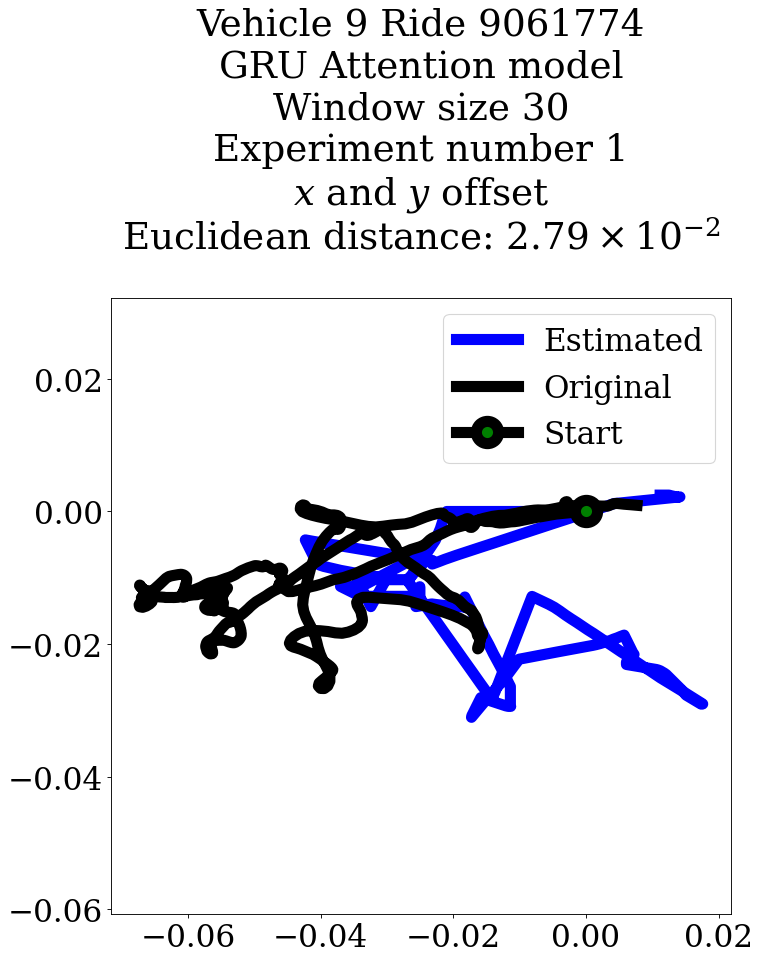 Vehicle 9 Ride 9061774
GRU Attention model
Window size 30
Experiment number 1
x and y offset
Euclidean distance: 2.79 × 10⁻²
Estimated
Original
Start
0.02
0.00
−0.02
−0.04
−0.06
−0.06 −0.04 −0.02 0.00 0.02